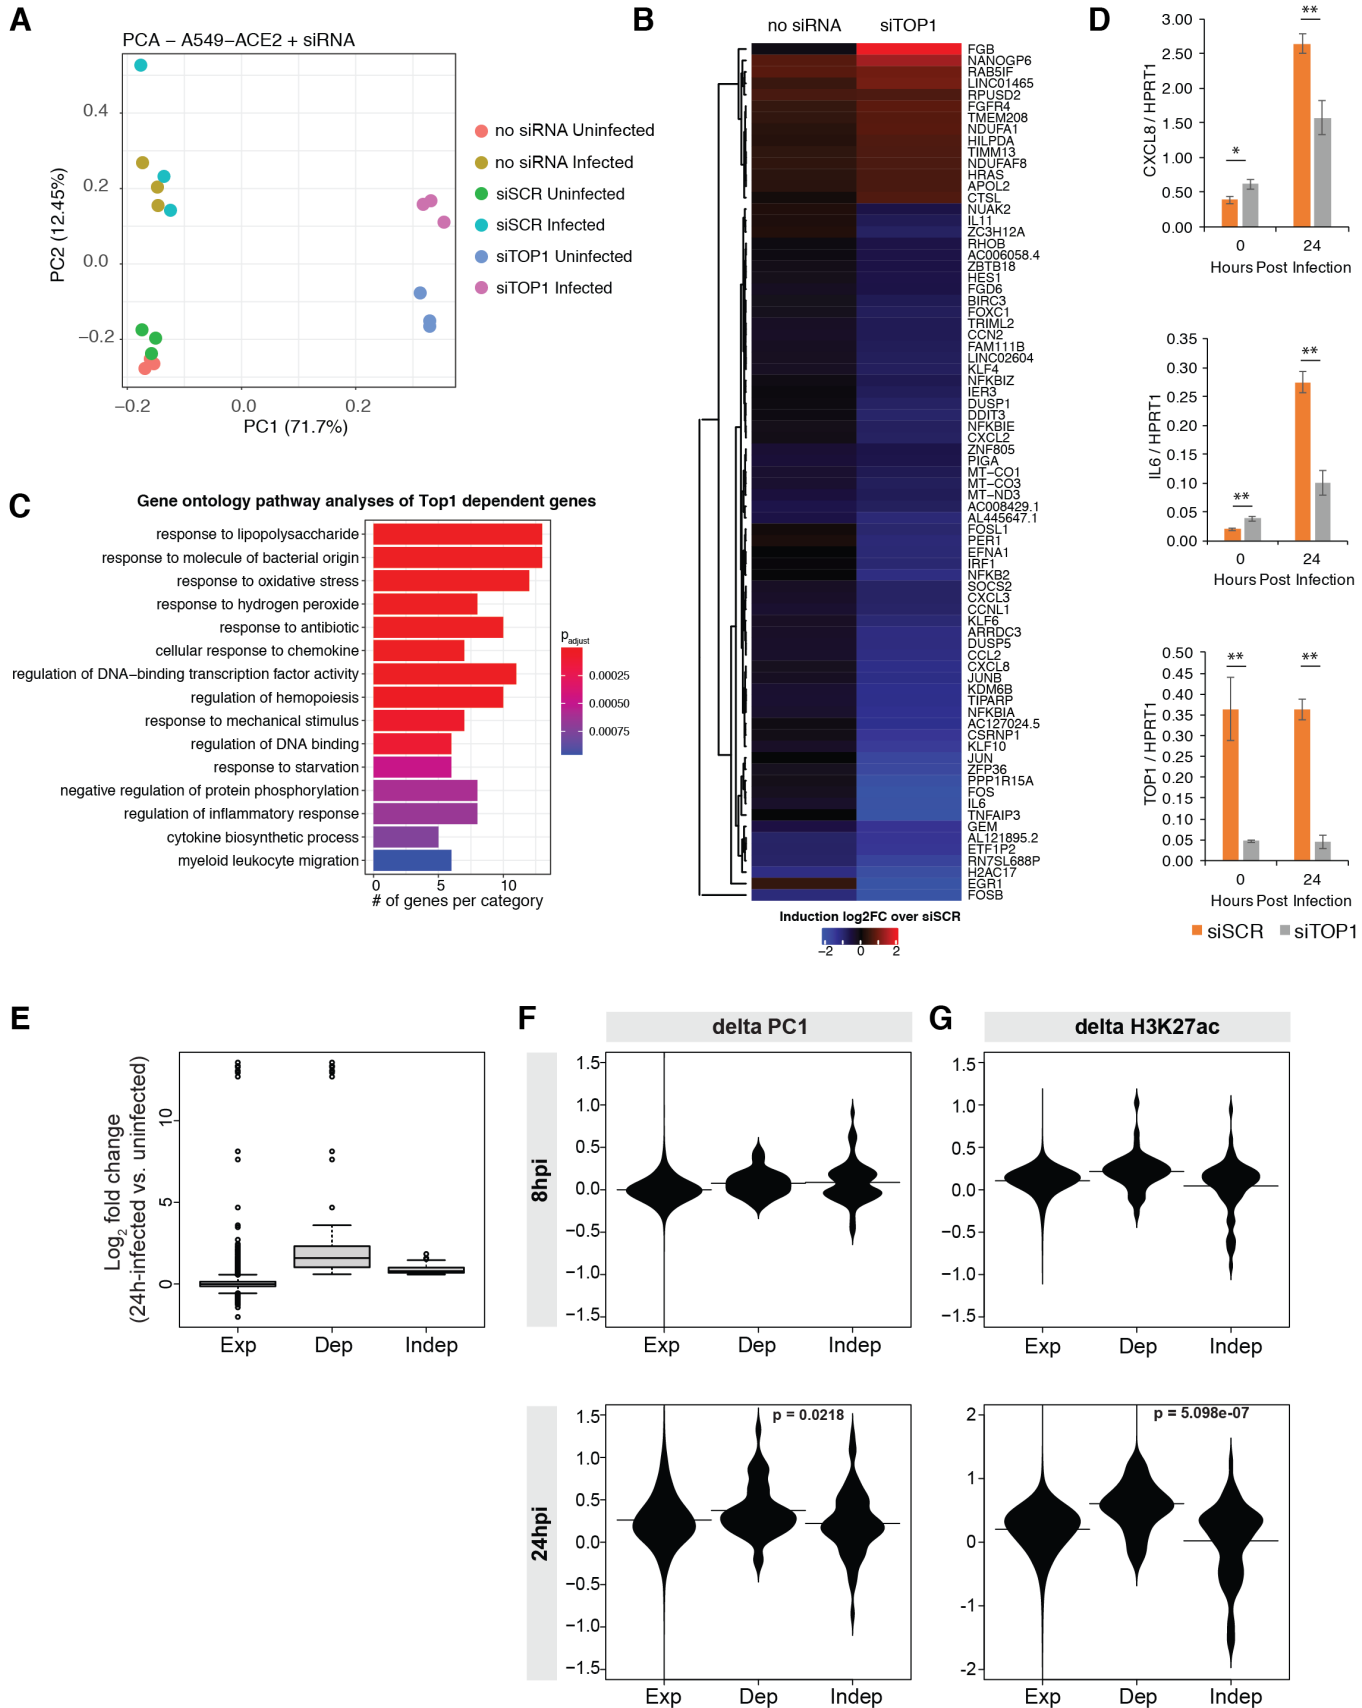 A
PCA – A549–ACE2 + siRNA
PC2 (12.45%)
0.4
0.2
0.0
–0.2
–0.2
0.0
0.2
PC1 (71.7%)
no siRNA Uninfected
no siRNA Infected
siSCR Uninfected
siSCR Infected
siTOP1 Uninfected
siTOP1 Infected
B
no siRNA
siTOP1
FGB
NANOGP6
RAB5IF
LINC01465
RPUSD2
FGFR4
TMEM208
NDUFA1
HILPDA
TIMM13
NDUFAF8
HRAS
APOL2
CTSL
NUAK2
IL11
ZC3H12A
RHOB
AC006058.4
ZBTB18
HES1
FGD6
BIRC3
FOXC1
TRIML2
CCN2
FAM111B
LINC02604
KLF4
NFKBIZ
IER3
DUSP1
DDIT3
NFKBIE
CXCL2
ZNF805
PIGA
MT–CO1
MT–CO3
MT–ND3
AC008429.1
AL445647.1
FOSL1
PER1
EFNA1
IRF1
NFKB2
SOCS2
CXCL3
CCNL1
KLF6
ARRDC3
DUSP5
CCL2
CXCL8
JUNB
KDM6B
TIPARP
NFKBIA
AC127024.5
CSRNP1
KLF10
JUN
ZFP36
PPP1R15A
FOS
IL6
TNFAIP3
GEM
AL121895.2
ETF1P2
RN7SL688P
H2AC17
EGR1
FOSB
Induction log2FC over siSCR
–2 0 2
C
Gene ontology pathway analyses of Top1 dependent genes
response to lipopolysaccharide
response to molecule of bacterial origin
response to oxidative stress
response to hydrogen peroxide
response to antibiotic
cellular response to chemokine
regulation of DNA–binding transcription factor activity
regulation of hemopoiesis
response to mechanical stimulus
regulation of DNA binding
response to starvation
negative regulation of protein phosphorylation
regulation of inflammatory response
cytokine biosynthetic process
myeloid leukocyte migration
0 5 10
# of genes per category
p adjust
0.00025
0.00050
0.00075
D
CXCL8 / HPRT1
3.00
2.50
2.00
1.50
1.00
0.50
0.00
*
**
0 24
Hours Post Infection
IL6 / HPRT1
0.35
0.30
0.25
0.20
0.15
0.10
0.05
0.00
**
**
0 24
Hours Post Infection
TOP1 / HPRT1
0.50
0.45
0.40
0.35
0.30
0.25
0.20
0.15
0.10
0.05
0.00
**
**
0 24
Hours Post Infection
siSCR siTOP1
E
Log2 fold change
(24h-infected vs. uninfected)
10
5
0
Exp Dep Indep
F
delta PC1
8hpi
1.5
1.0
0.5
0.0
–0.5
–1.0
–1.5
Exp Dep Indep
24hpi
1.5
1.0
0.5
0.0
–0.5
–1.0
–1.5
p = 0.0218
Exp Dep Indep
G
delta H3K27ac
1.5
1.0
0.5
0.0
–0.5
–1.0
–1.5
Exp Dep Indep
2
1
0
-1
-2
p = 5.098e-07
Exp Dep Indep